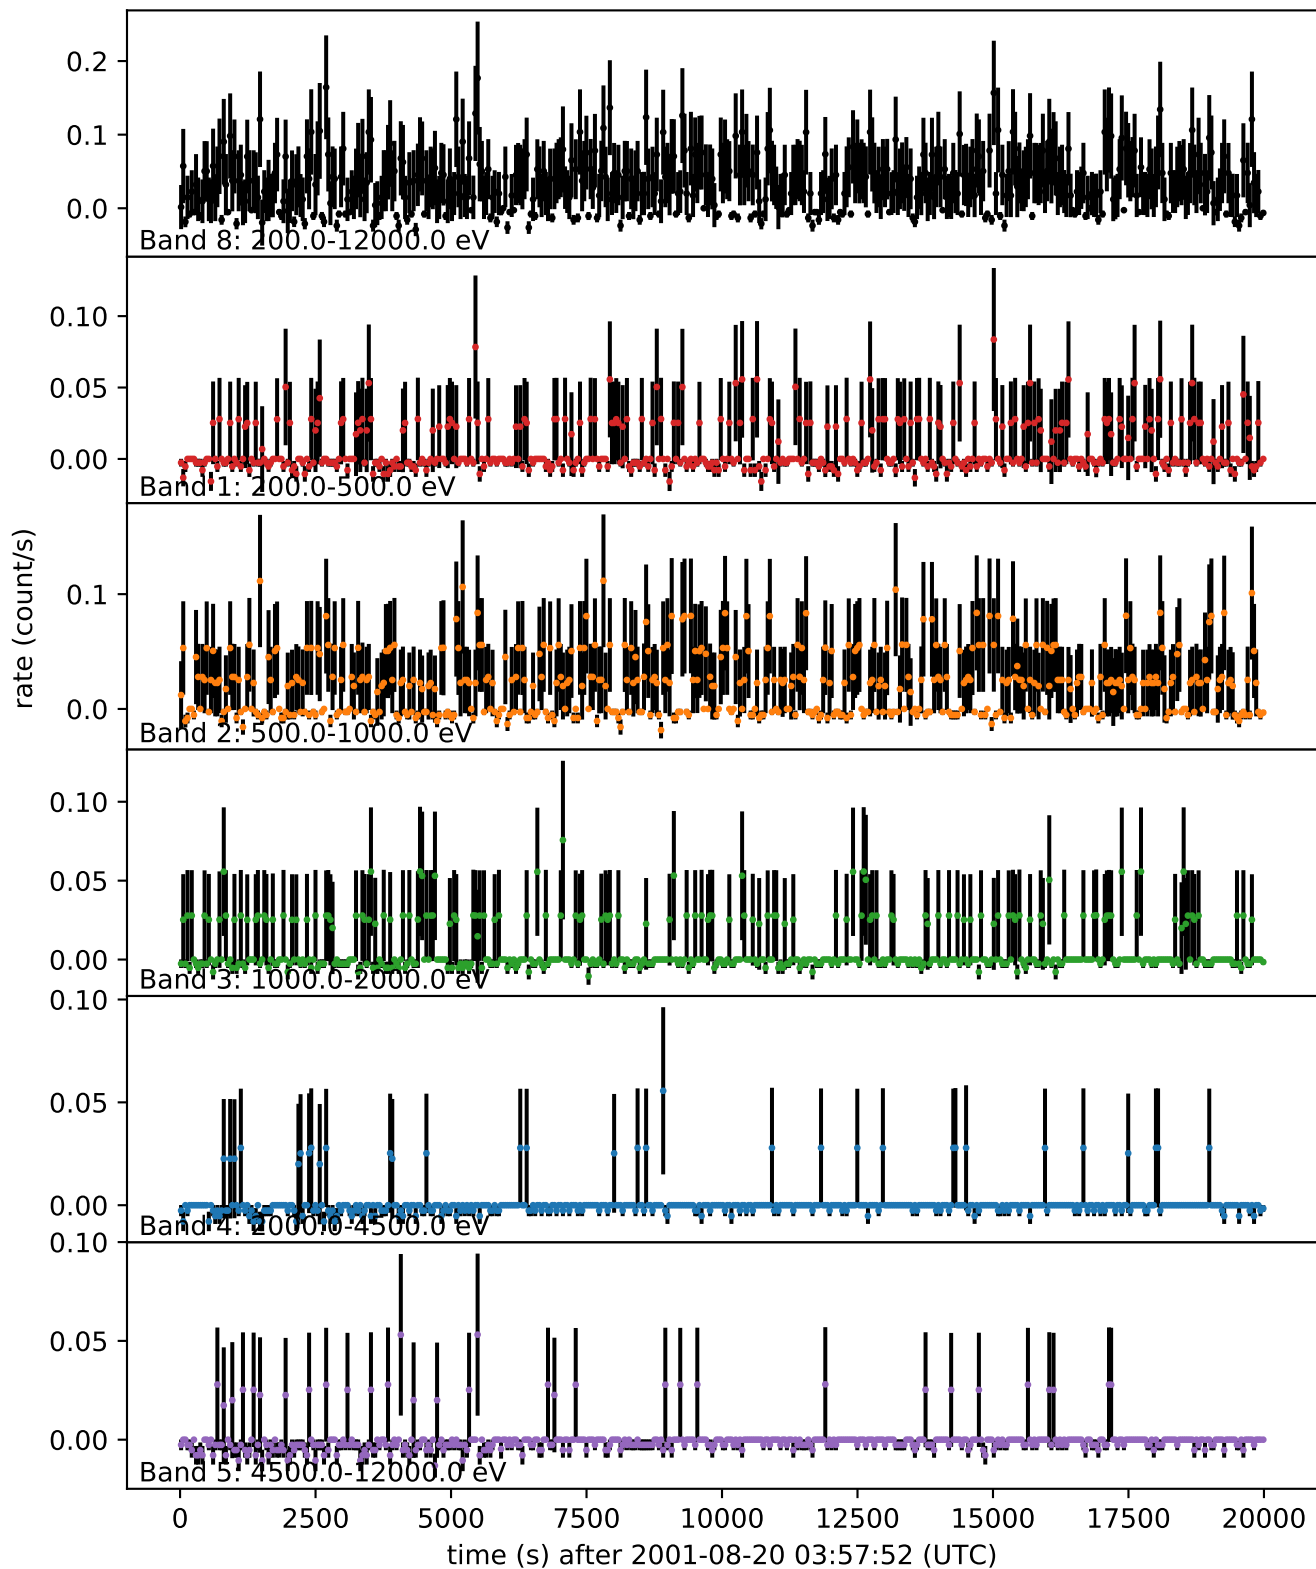 0.2
0.1
0.0
Band 8: 200.0-12000.0 eV
0.10
0.05
0.00
Band 1: 200.0-500.0 eV
rate (count/s)
0.1
0.0
Band 2: 500.0-1000.0 eV
0.10
0.05
0.00
Band 3: 1000.0-2000.0 eV
0.10
0.05
0.00
Band 4: 2000.0-4500.0 eV
0.10
0.05
0.00
Band 5: 4500.0-12000.0 eV
0 2500 5000 7500 10000 12500 15000 17500 20000
time (s) after 2001-08-20 03:57:52 (UTC)